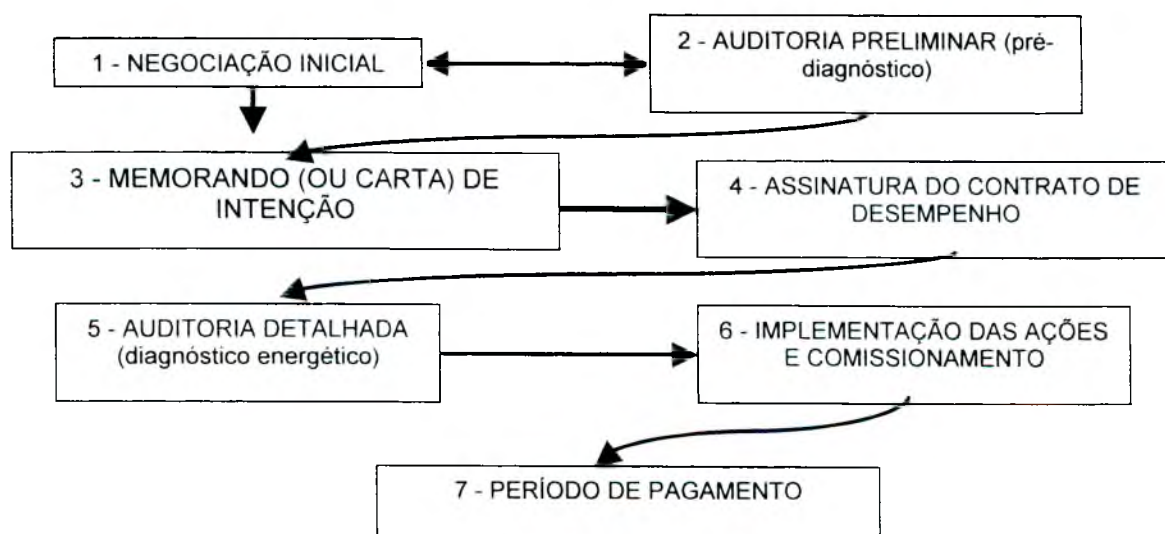 1 - NEGOCIAÇÃO INICIAL
2 - AUDITORIA PRELIMINAR (pré-
diagnóstico)
3 - MEMORANDO (OU CARTA) DE
INTENÇÃO
4 - ASSINATURA DO CONTRATO DE
DESEMPENHO
5 - AUDITORIA DETALHADA
(diagnóstico energético)
6 - IMPLEMENTAÇÃO DAS AÇÕES
E COMISSIONAMENTO
7 - PERÍODO DE PAGAMENTO